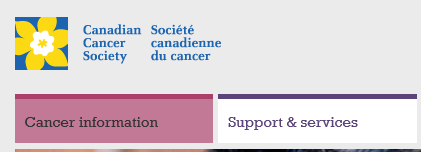 Canadian
Cancer
Society
Société
canadienne
du cancer
Cancer information
Support & services